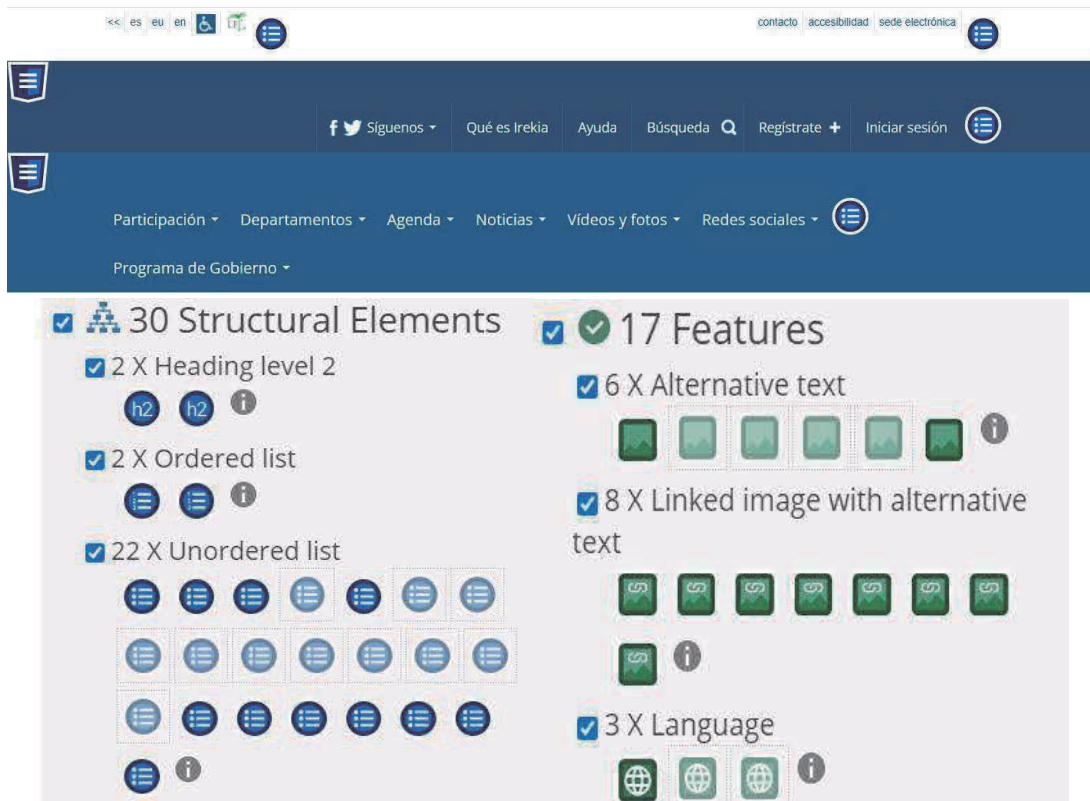 << es eu en
contacto accesibilidad sede electrónica
Síguenos Qué es Irekia Ayuda Búsqueda Regístrate Iniciar sesión
Participación Departamentos Agenda Noticias Vídeos y fotos Redes sociales
Programa de Gobierno
30 Structural Elements
2 X Heading level 2
h2 h2 i
2 X Ordered list
i
22 X Unordered list
i
17 Features
6 X Alternative text
i
8 X Linked image with alternative
text
i
3 X Language
i